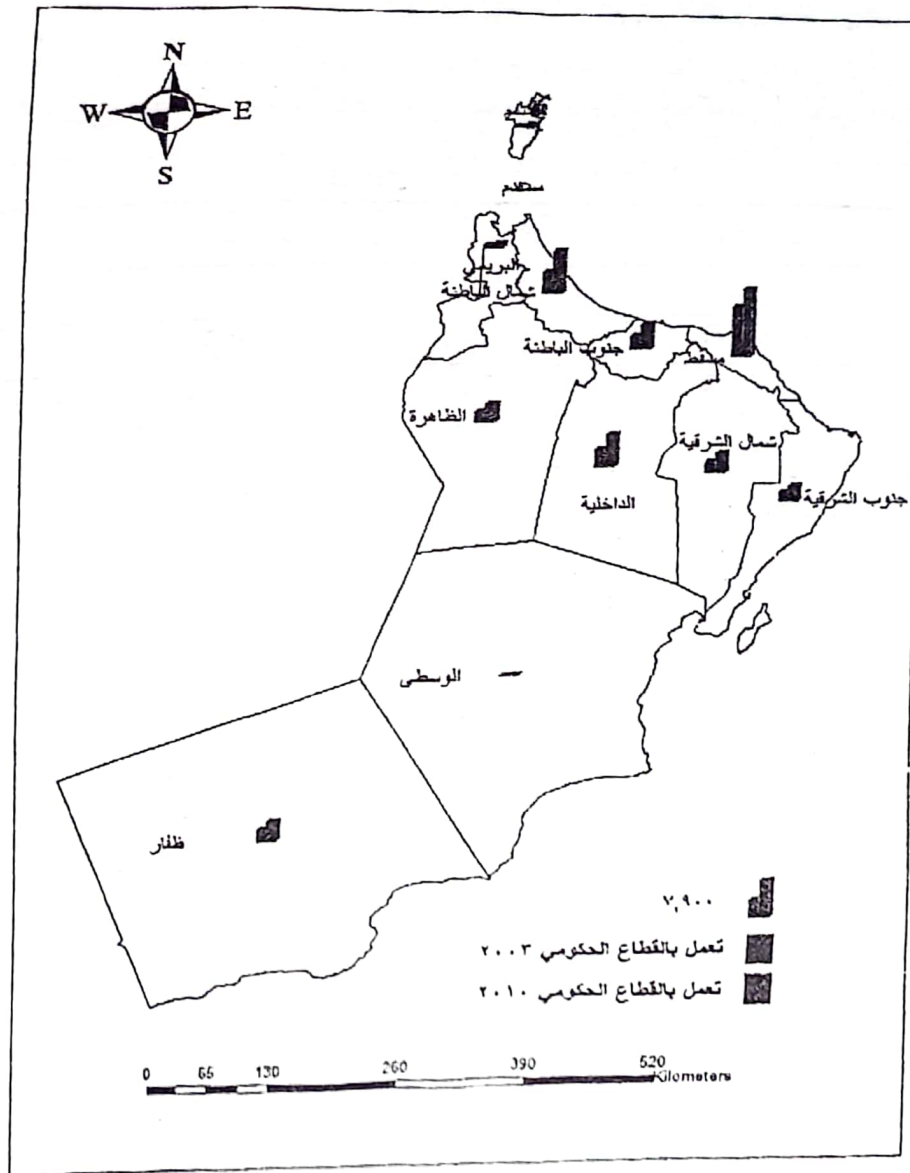 N
W E
S
مسندم
البريمي
شمال الباطنة
جنوب الباطنة
مسقط
الظاهرة
شمال الشرقية
الداخلية
جنوب الشرقية
الوسطى
ظفار
٧,٩٠٠
تعمل بالقطاع الحكومي ٢٠٠٣
تعمل بالقطاع الحكومي ٢٠١٠
0 65 130 260 390 520
Kilometers